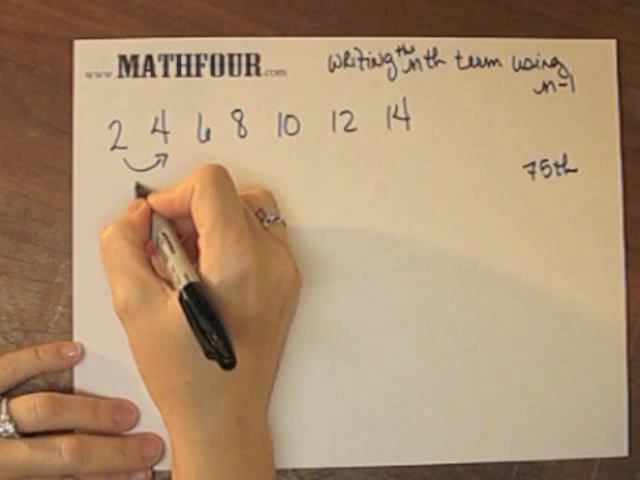 www.MATHFOUR.com
writing the nth term using
n-1
2 4 6 8 10 12 14
75th